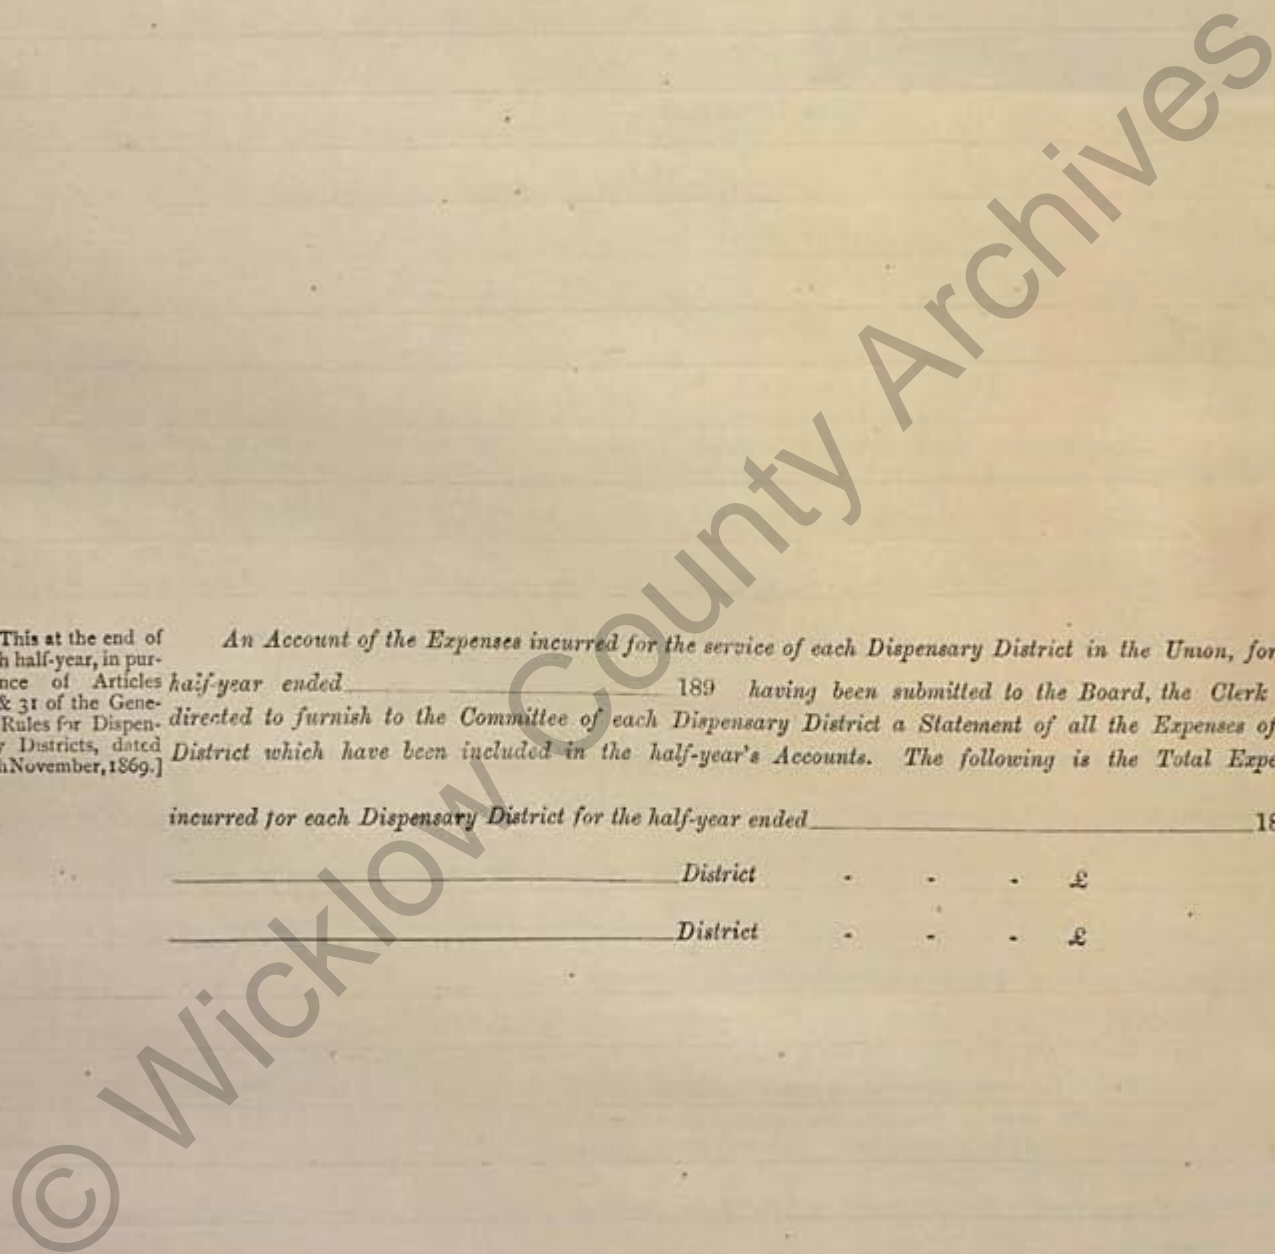 This at the end of
h half-year, in pur-
nce of Articles
& 31 of the Gene-
Rules for Dispen-
y Districts, dated
hNovember, 1869.]
An Account of the Expenses incurred for the service of each Dispensary District in the Union, for
half-year ended 189 having been submitted to the Board, the Clerk
directed to furnish to the Committee of each Dispensary District a Statement of all the Expenses of
District which have been included in the half-year's Accounts. The following is the Total Expe
incurred for each Dispensary District for the half-year ended 18
District - - - £
District - - - £
© Wicklow County Archives